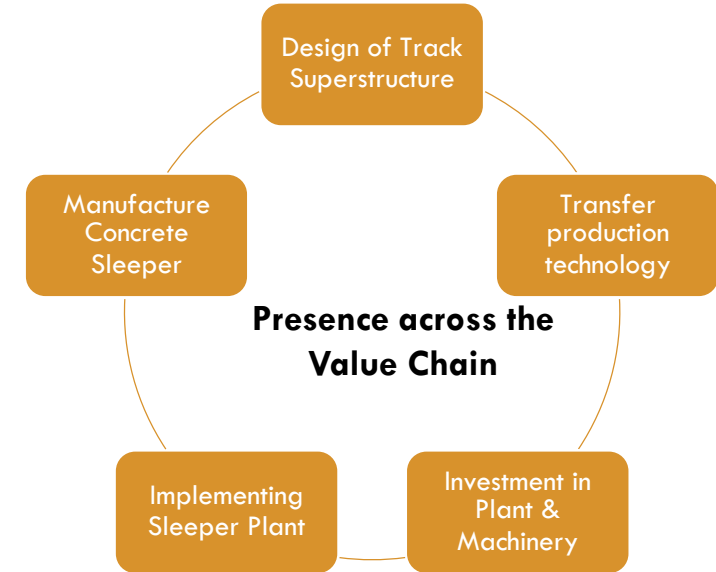 Design of Track
Superstructure
Transfer
production
technology
Investment in
Plant &
Machinery
Implementing
Sleeper Plant
Manufacture
Concrete
Sleeper
Presence across the
Value Chain